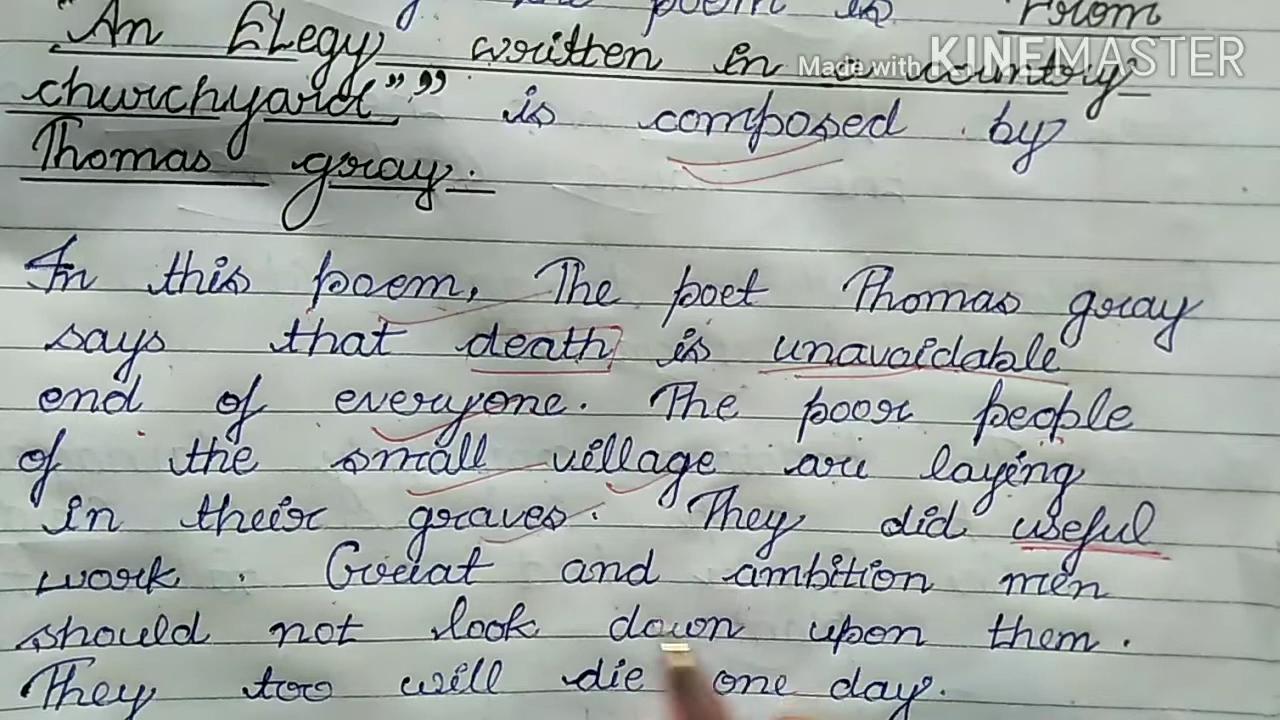 poem is From
"An Elegy written in a country
churchyard"" is composed by
Thomas gray.
In this poem, The poet Thomas gray
says that death is unavoidable
end of everyone. The poor people
of the small village are laying
in their graves. They did useful
work. Great and ambition men
should not look down upon them.
They too will die one day.
Made with KINEMASTER